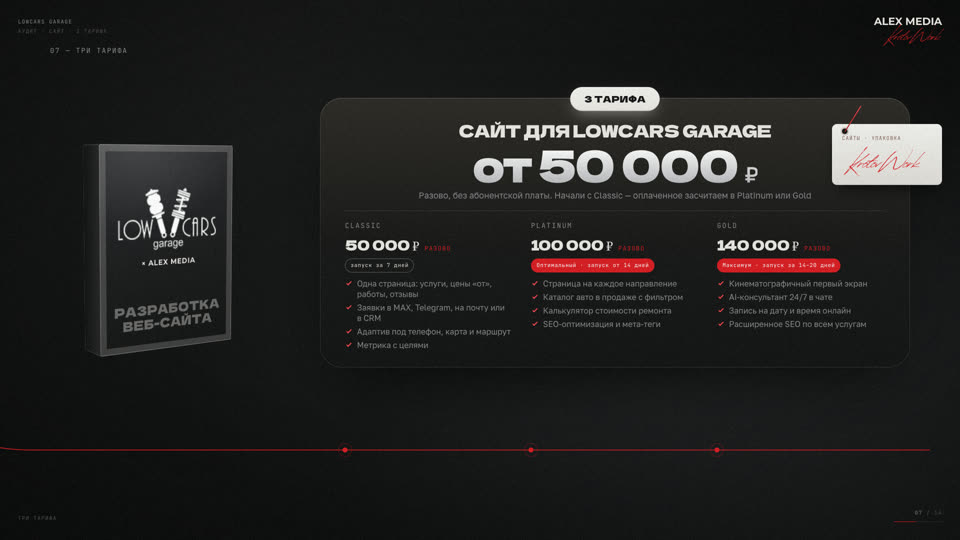 LOWCARS GARAGE
АУДИТ · САЙТ · 3 ТАРИФА
07 — ТРИ ТАРИФА
ALEX MEDIA
KrotovWork
3 ТАРИФА
САЙТ ДЛЯ LOWCARS GARAGE
от 50 000 ₽
Разово, без абонентской платы. Начали с Classic — оплаченное засчитаем в Platinum или Gold
САЙТЫ · УПАКОВКА
LOW CARS
garage
× ALEX MEDIA
РАЗРАБОТКА
ВЕБ-САЙТА
CLASSIC
50 000 ₽ РАЗОВО
запуск за 7 дней
Одна страница: услуги, цены «от»,
работы, отзывы
Заявки в MAX, Telegram, на почту или
в CRM
Адаптив под телефон, карта и маршрут
Метрика с целями
PLATINUM
100 000 ₽ РАЗОВО
Оптимальный · запуск от 14 дней
Страница на каждое направление
Каталог авто в продаже с фильтром
Калькулятор стоимости ремонта
SEO-оптимизация и мета-теги
GOLD
140 000 ₽ РАЗОВО
Максимум · запуск за 14–20 дней
Кинематографичный первый экран
AI-консультант 24/7 в чате
Запись на дату и время онлайн
Расширенное SEO по всем услугам
ТРИ ТАРИФА
07 / 14